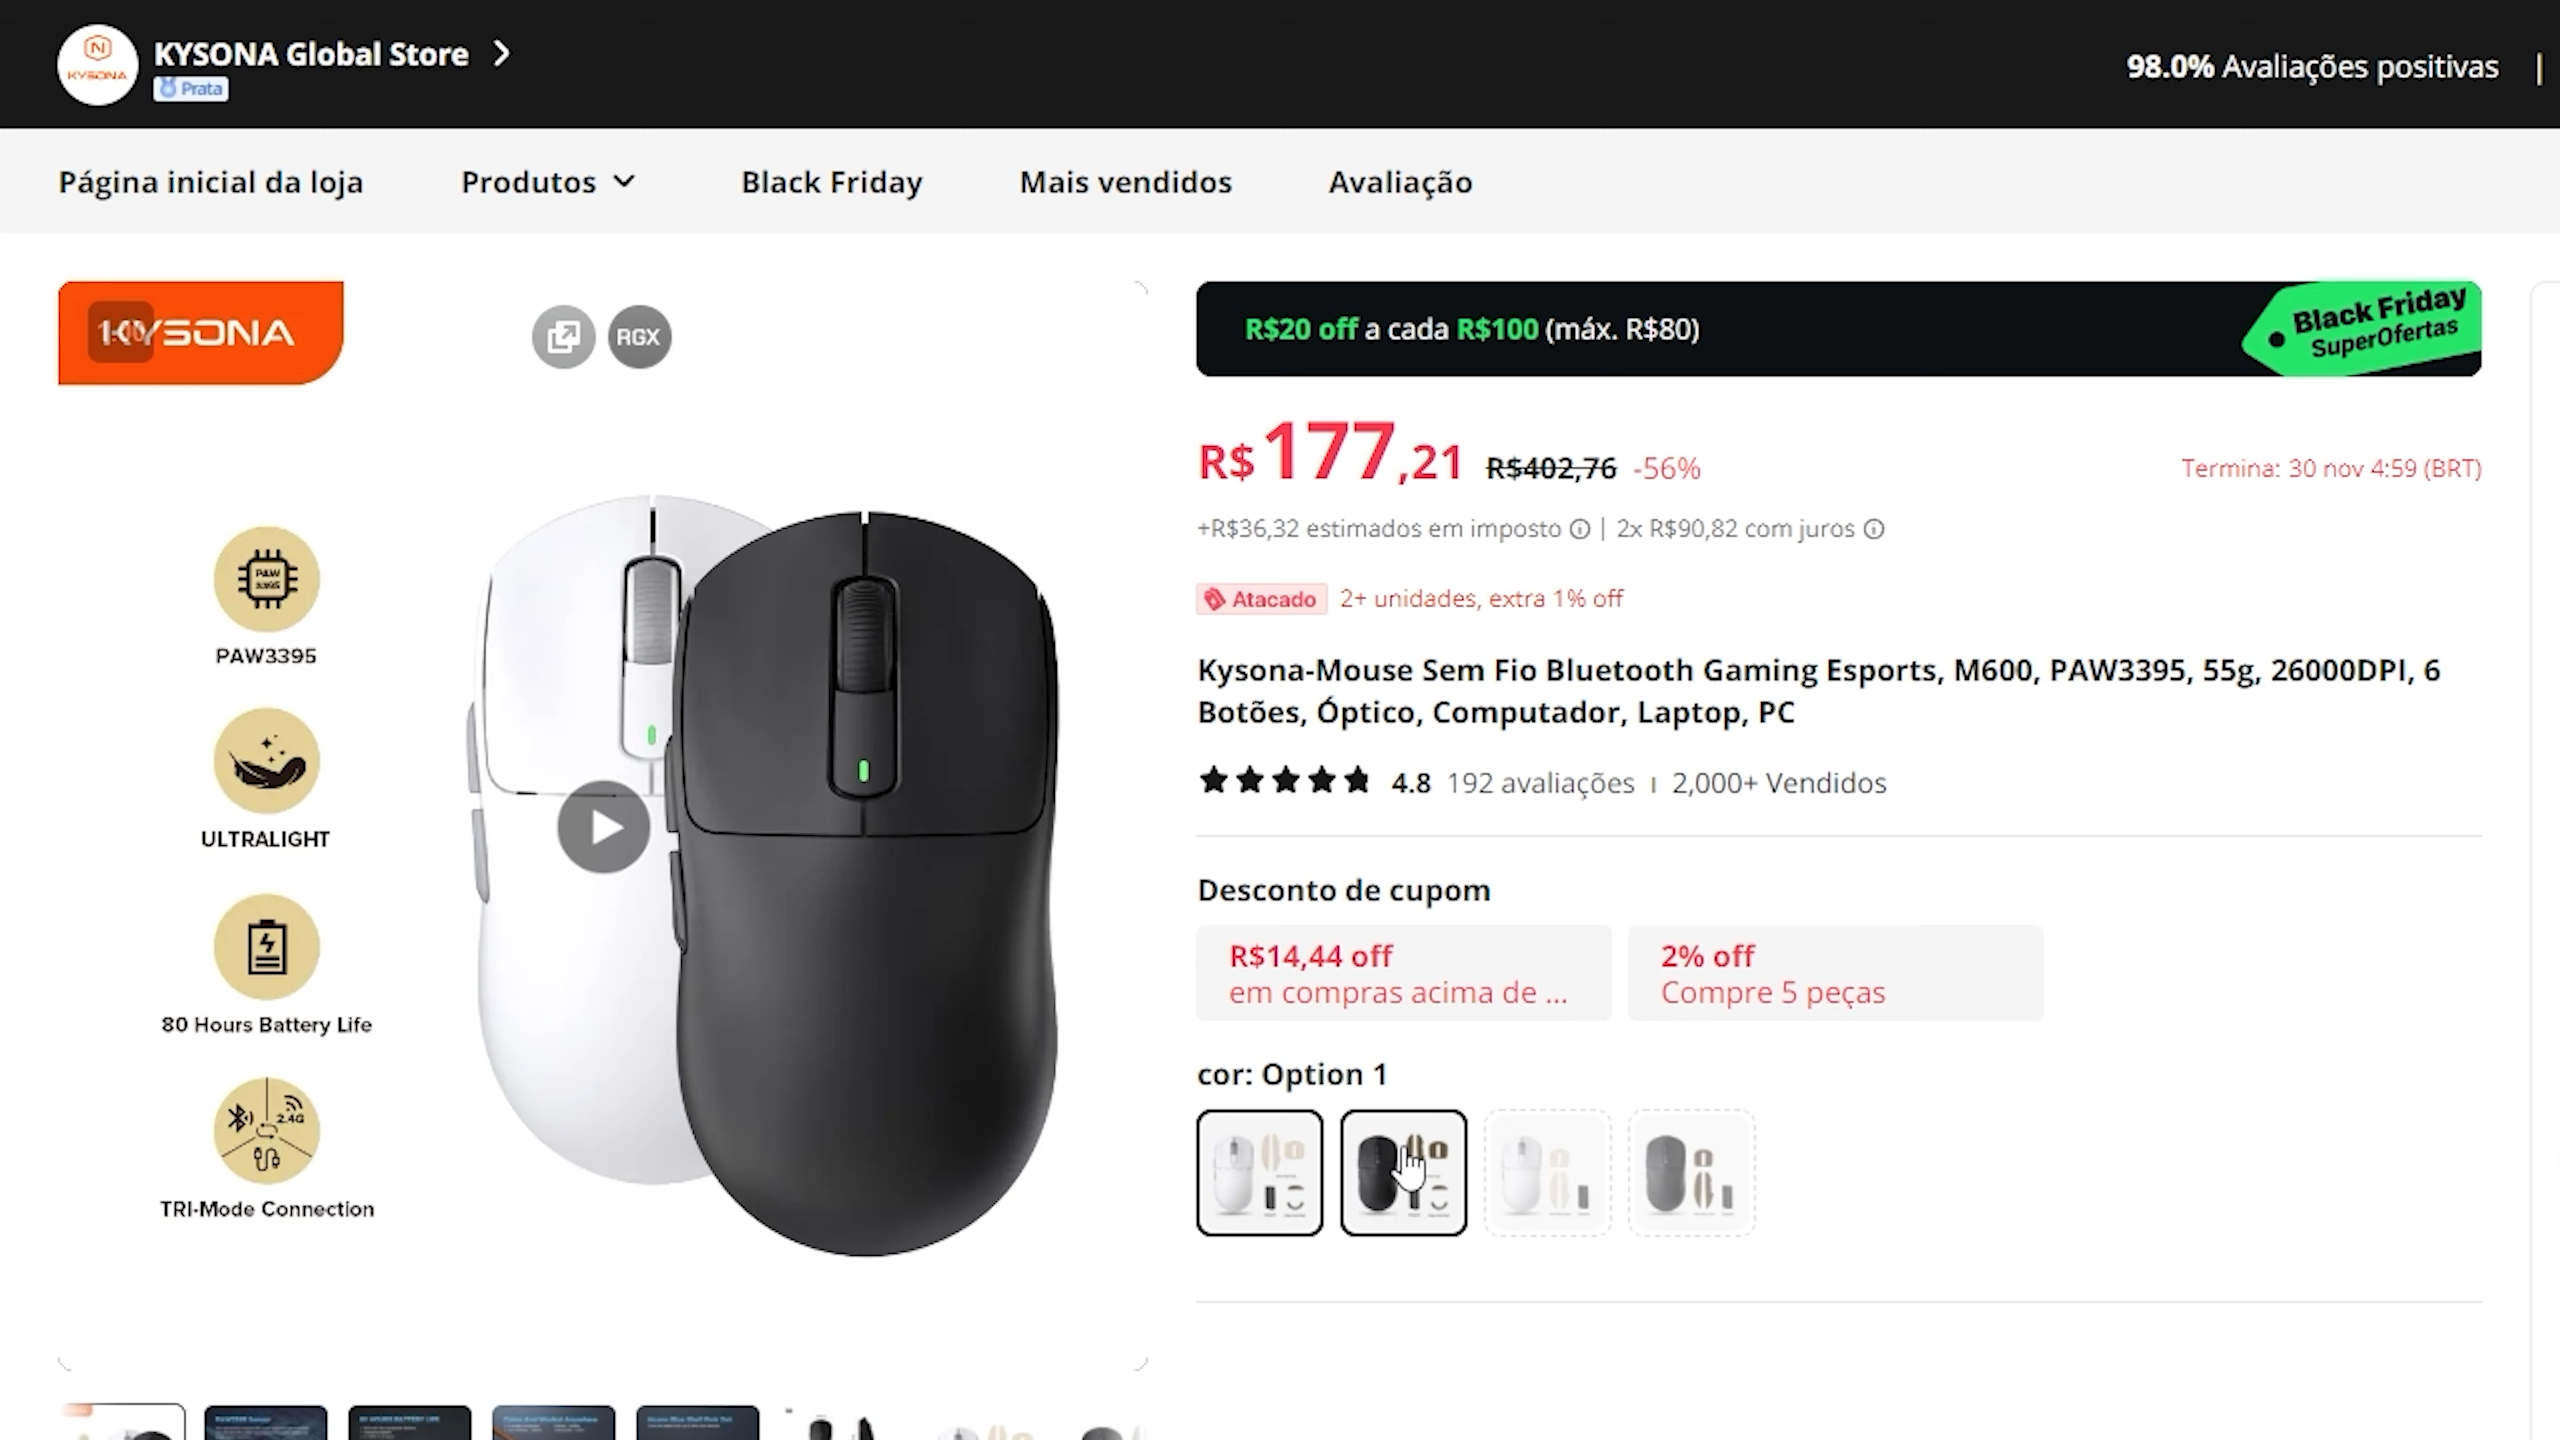 KYSONA
KYSONA Global Store
Prata
98.0% Avaliações positivas
Página inicial da loja
Produtos
Black Friday
Mais vendidos
Avaliação
KYSONA
RGX
R$20 off a cada R$100 (máx. R$80)
Black Friday
SuperOfertas
R$177,21 R$402,76 -56%
Termina: 30 nov 4:59 (BRT)
+R$36,32 estimados em imposto | 2x R$90,82 com juros
Atacado 2+ unidades, extra 1% off
Kysona-Mouse Sem Fio Bluetooth Gaming Esports, M600, PAW3395, 55g, 26000DPI, 6
Botões, Óptico, Computador, Laptop, PC
4.8 192 avaliações 2,000+ Vendidos
PAW
3395
PAW3395
ULTRALIGHT
80 Hours Battery Life
2.4G
TRI-Mode Connection
Desconto de cupom
R$14,44 off
em compras acima de ...
2% off
Compre 5 peças
cor: Option 1